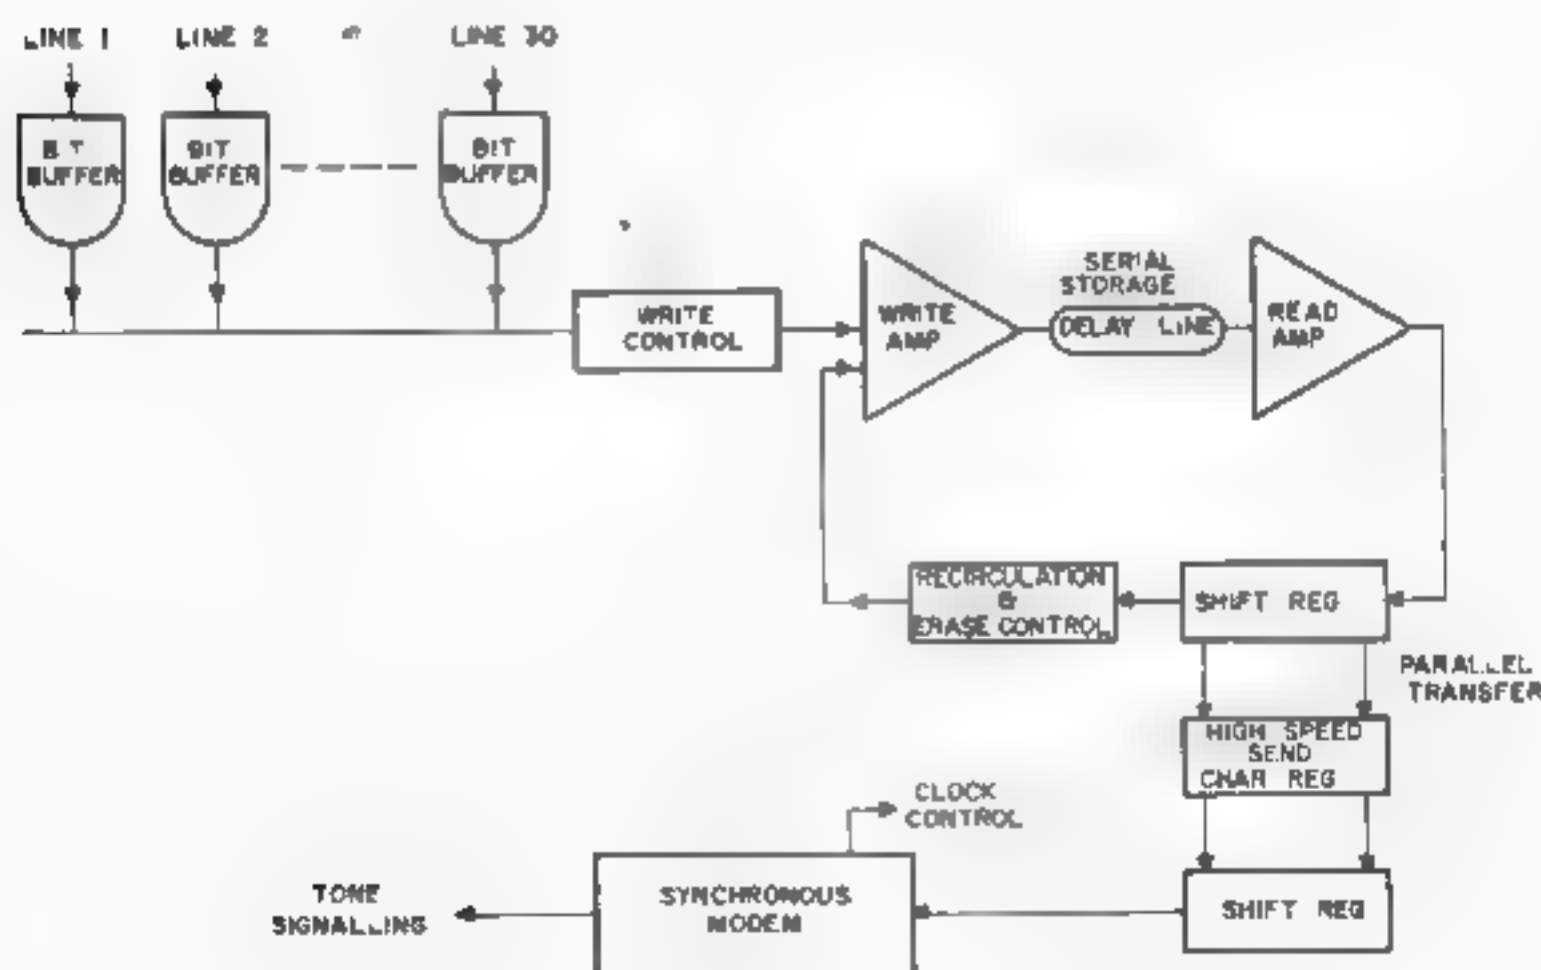 LINE 1
LINE 2
LINE 30
BIT
BUFFER
BIT
BUFFER
BIT
BUFFER
WRITE
CONTROL
WRITE
AMP
SERIAL
STORAGE
DELAY LINE
READ
AMP
RECIRCULATION
&
ERASE CONTROL
SHIFT REG
PARALLEL
TRANSFER
HIGH SPEED
SEND
CHAR REG
CLOCK
CONTROL
TONE
SIGNALLING
SYNCHRONOUS
MODEM
SHIFT REG